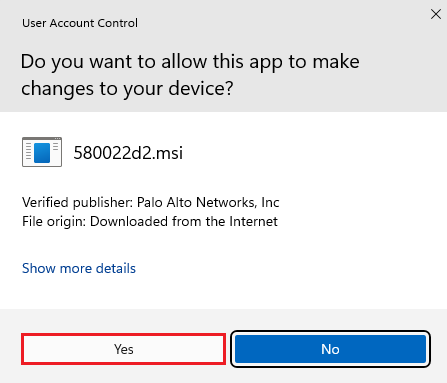 User Account Control
Do you want to allow this app to make
changes to your device?
580022d2.msi
Verified publisher: Palo Alto Networks, Inc
File origin: Downloaded from the Internet
Show more details
Yes
No